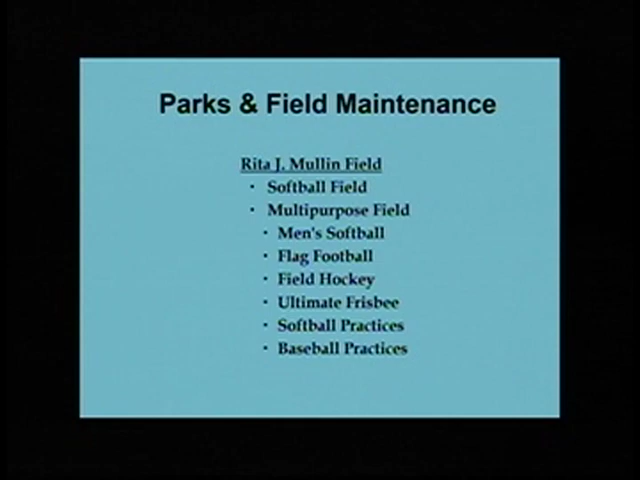 Parks & Field Maintenance
Rita J. Mullin Field
• Softball Field
• Multipurpose Field
• Men's Softball
• Flag Football
• Field Hockey
• Ultimate Frisbee
• Softball Practices
• Baseball Practices